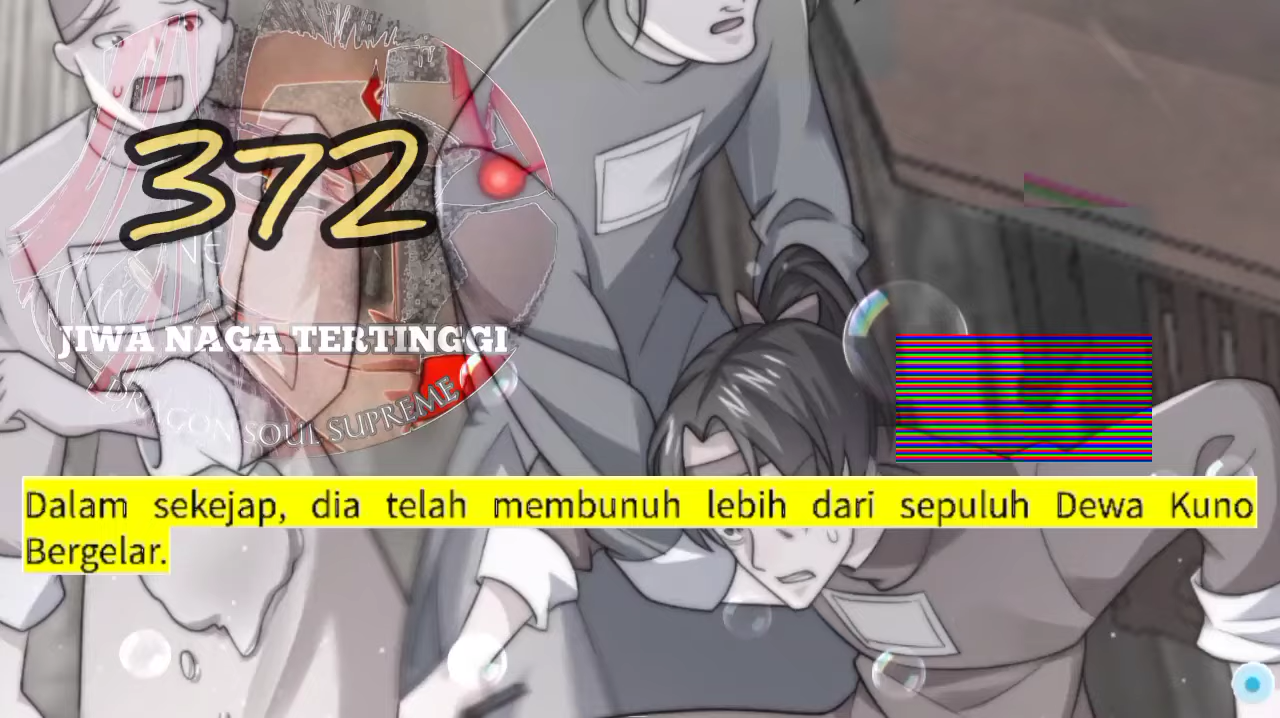 372
JIWA NAGA TERTINGGI
DRAGON SOUL SUPREME
Dalam sekejap, dia telah membunuh lebih dari sepuluh Dewa Kuno
Bergelar.